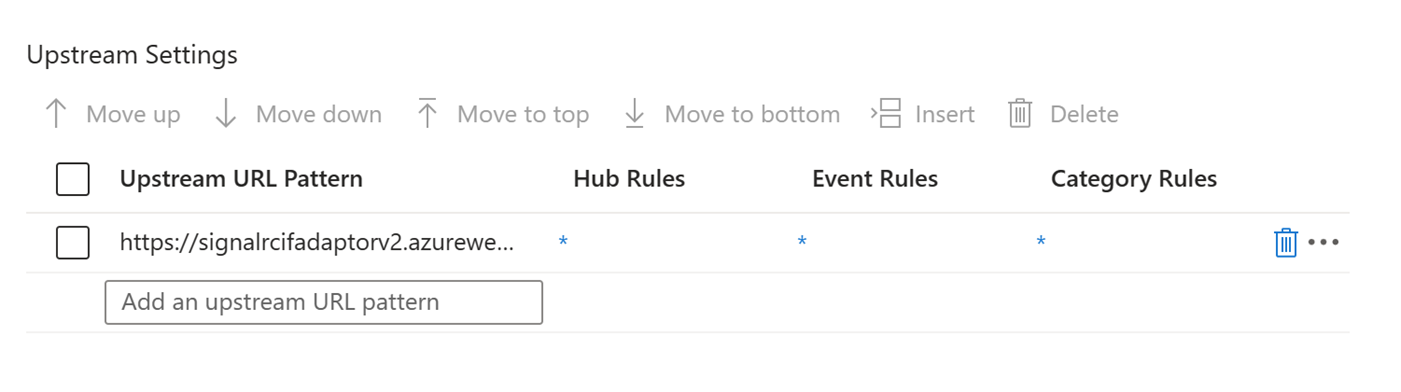 Upstream Settings
Move up Move down Move to top Move to bottom Insert Delete
Upstream URL Pattern Hub Rules Event Rules Category Rules
https://signalrcifadaptorv2.azurewe... * * *
Add an upstream URL pattern